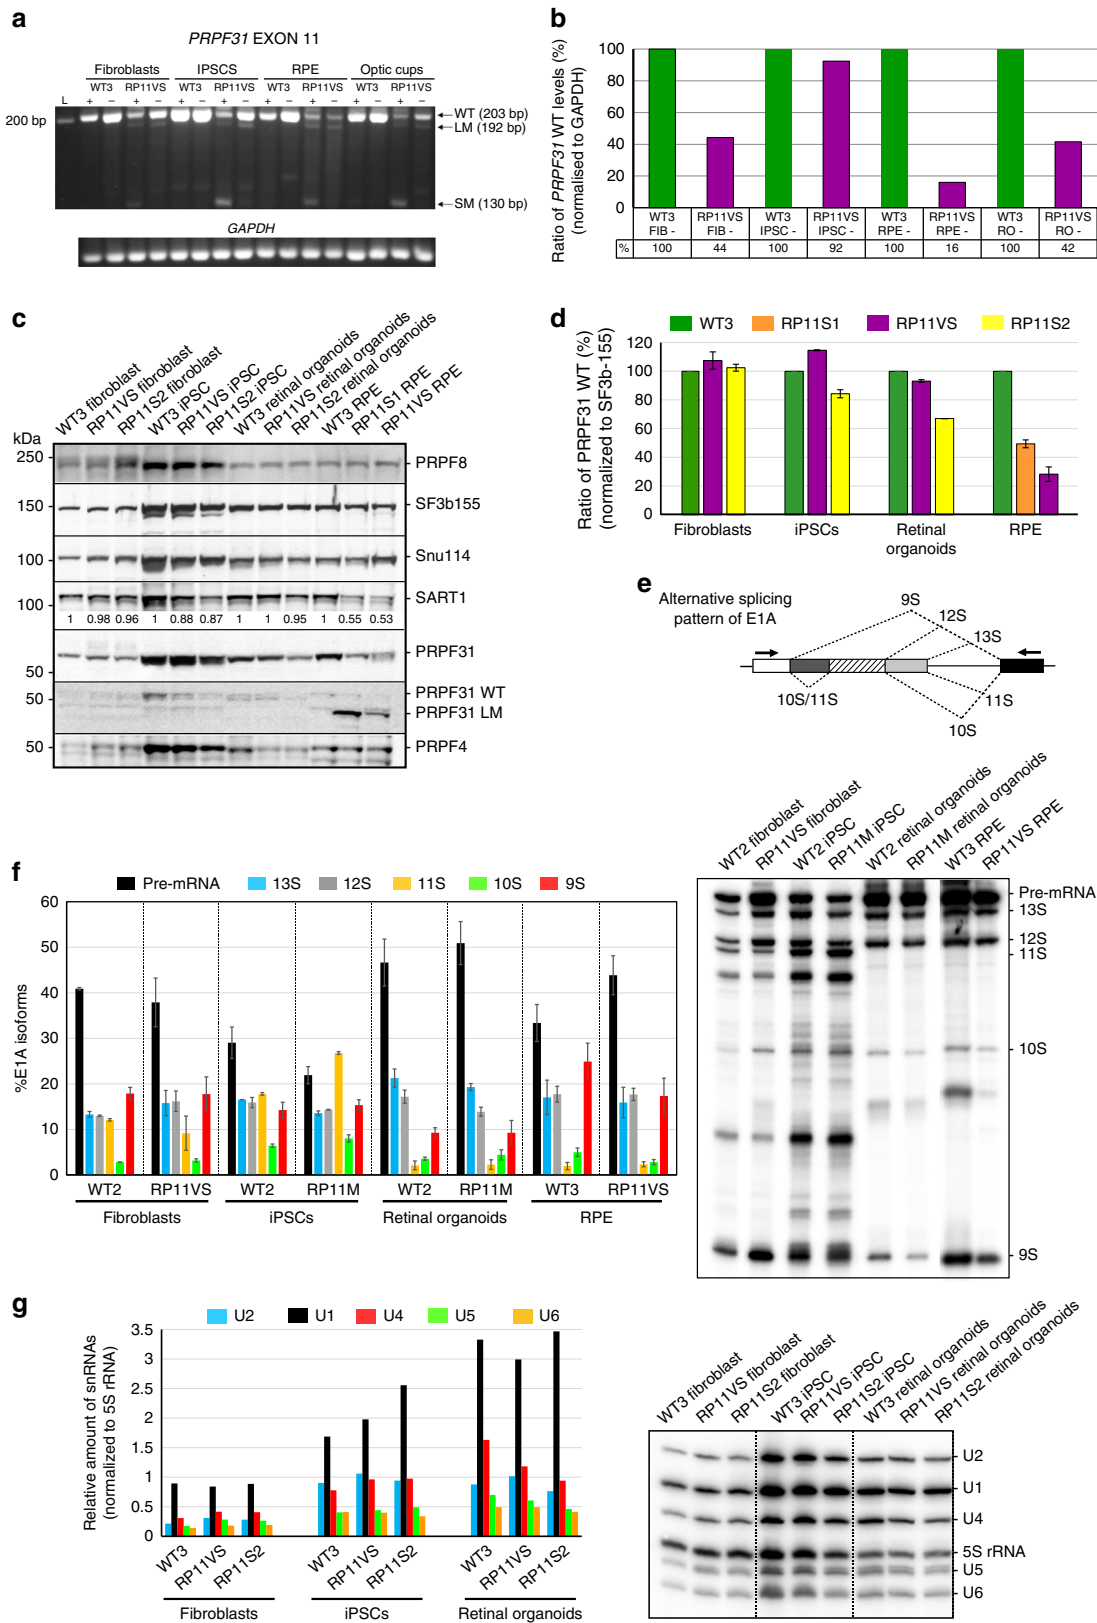 a
PRPF31 EXON 11
Fibroblasts IPSCS RPE Optic cups
WT3 RP11VS WT3 RP11VS WT3 RP11VS WT3 RP11VS
L + − + − + − + − + − + − + − + −
200 bp
WT (203 bp)
LM (192 bp)
SM (130 bp)
GAPDH
b
Ratio of PRPF31 WT levels (%)
(normalised to GAPDH)
100
80
60
40
20
0
WT3 RP11VS WT3 RP11VS WT3 RP11VS WT3 RP11VS
FIB - FIB - IPSC - IPSC - RPE - RPE - RO - RO -
% 100 44 100 92 100 16 100 42
c
WT3 fibroblast
RP11VS fibroblast
RP11S2 fibroblast
WT3 iPSC
RP11VS iPSC
RP11S2 iPSC
WT3 retinal organoids
RP11VS retinal organoids
RP11S2 retinal organoids
WT3 RPE
RP11S1 RPE
RP11VS RPE
kDa
250 PRPF8
150 SF3b155
100 Snu114
100 SART1
1 0.98 0.96 1 0.88 0.87 1 1 0.95 1 0.55 0.53
50 PRPF31
50 PRPF31 WT
PRPF31 LM
50 PRPF4
d
WT3 RP11S1 RP11VS RP11S2
Ratio of PRPF31 WT (%)
(normalized to SF3b-155)
120
100
80
60
40
20
0
Fibroblasts iPSCs Retinal organoids RPE
e
Alternative splicing
pattern of E1A
9S
12S
13S
10S/11S
11S
10S
WT2 fibroblast
RP11VS fibroblast
WT2 iPSC
RP11M iPSC
WT2 retinal organoids
RP11M retinal organoids
WT3 RPE
RP11VS RPE
Pre-mRNA
13S
12S
11S
10S
9S
f
Pre-mRNA 13S 12S 11S 10S 9S
%E1A isoforms
60
50
40
30
20
10
0
WT2 RP11VS WT2 RP11M WT2 RP11M WT3 RP11VS
Fibroblasts iPSCs Retinal organoids RPE
g
U2 U1 U4 U5 U6
Relative amount of snRNAs
(normalized to 5S rRNA)
3.5
3
2.5
2
1.5
1
0.5
0
WT3 RP11VS RP11S2 WT3 RP11VS RP11S2 WT3 RP11VS RP11S2
Fibroblasts iPSCs Retinal organoids
WT3 fibroblast
RP11VS fibroblast
RP11S2 fibroblast
WT3 iPSC
RP11VS iPSC
RP11S2 iPSC
WT3 retinal organoids
RP11VS retinal organoids
RP11S2 retinal organoids
U2
U1
U4
5S rRNA
U5
U6